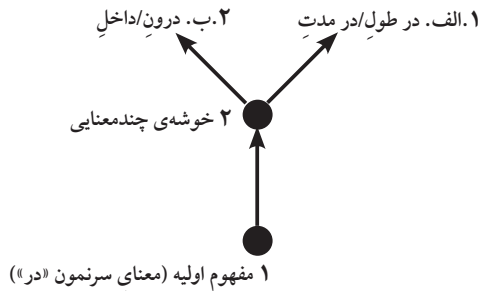 ۱.الف. در طولِ/در مدتِ
۲.ب. درونِ/داخلِ
۲ خوشه‌ی چندمعنایی
۱ مفهوم اولیه (معنای سرنمون «در»)